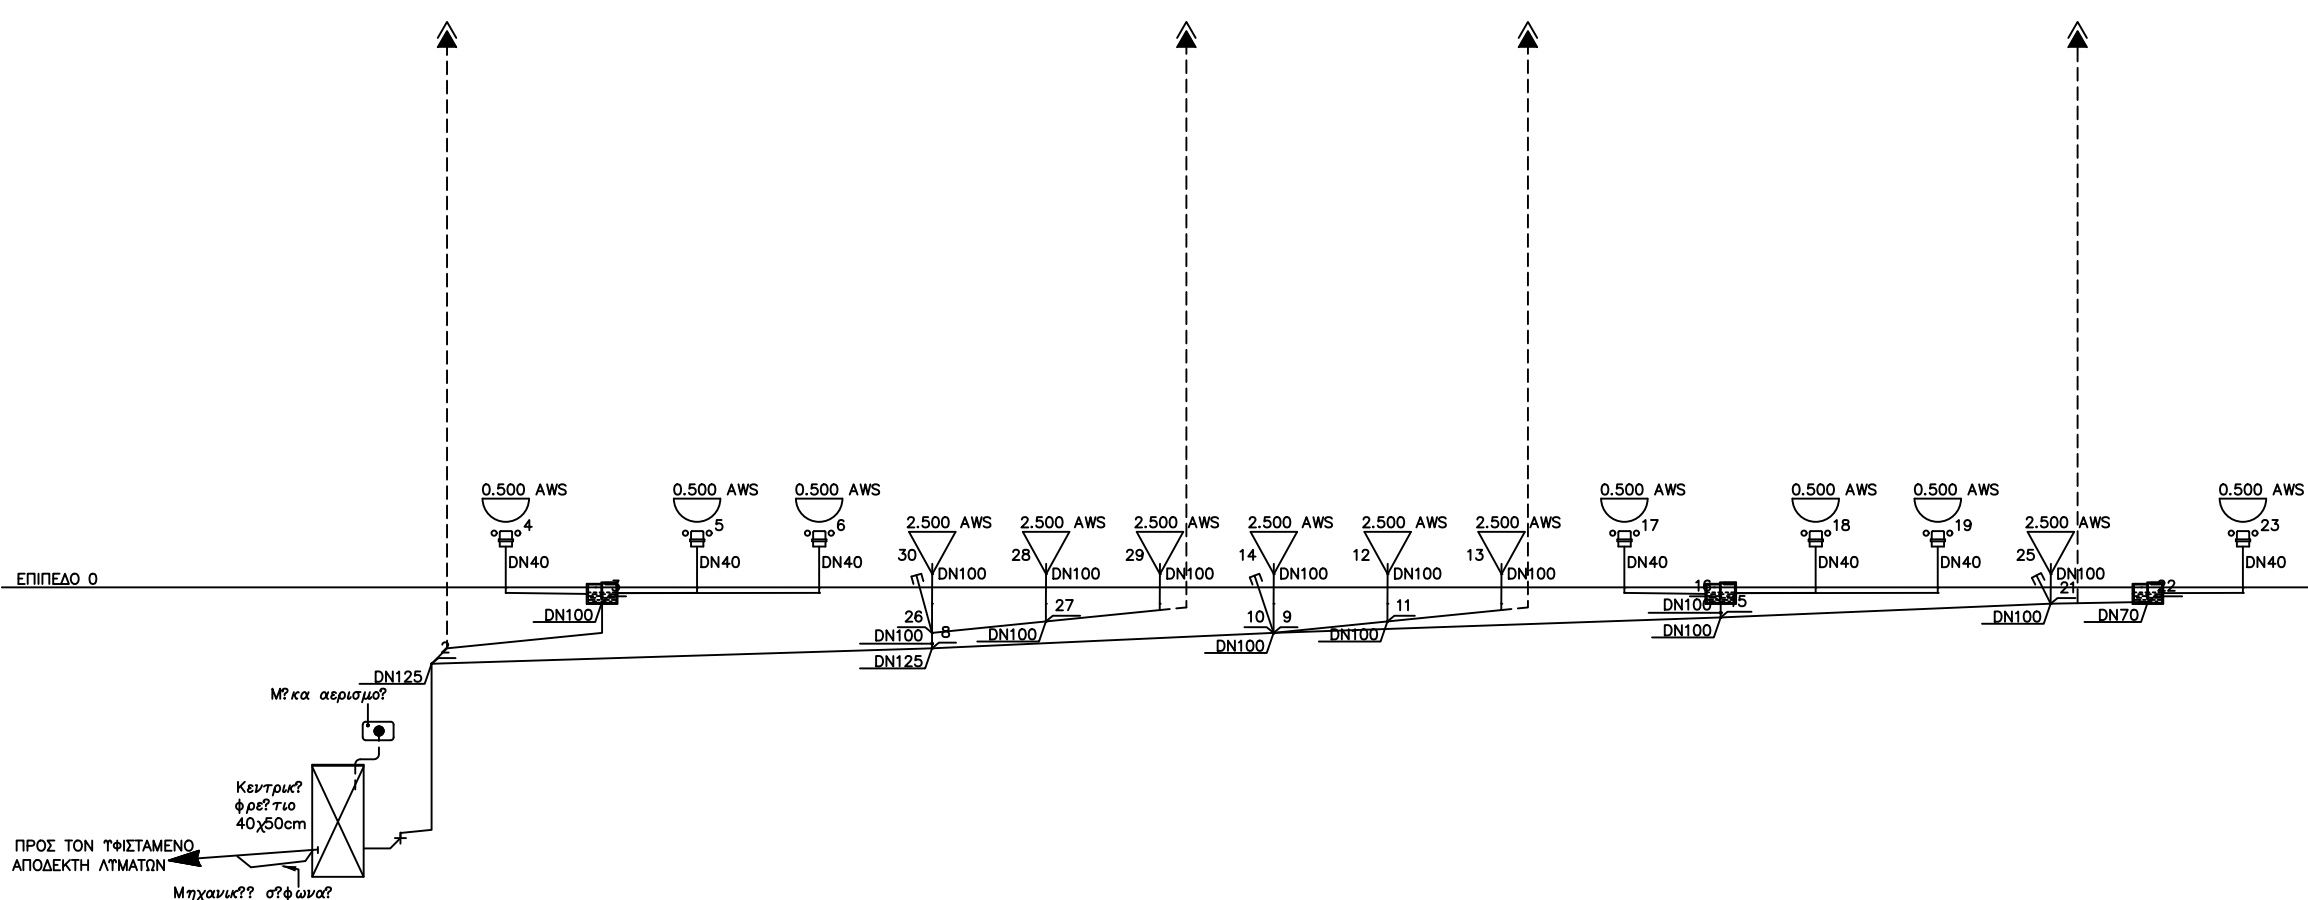 0.500 AWS
0.500 AWS
0.500 AWS
0.500 AWS
0.500 AWS
0.500 AWS
0.500 AWS
4
5
6
17
18
19
23
2.500 AWS
2.500 AWS
2.500 AWS
2.500 AWS
2.500 AWS
2.500 AWS
2.500 AWS
30
28
29
14
12
13
25
DN40
DN40
DN40
DN40
DN40
DN40
DN40
DN100
DN100
DN100
DN100
DN100
DN100
DN100
ΕΠΙΠΕΔΟ 0
16
21
22
DN100
26
27
10
9
11
DN100
15
DN100
DN70
DN100
8
DN100
DN100
DN100
DN100
2
DN125
DN125
Μ?κα αερισμο?
Κεντρικ?
φρε?τιο
40χ50cm
ΠΡΟΣ ΤΟΝ ΥΦΙΣΤΑΜΕΝΟ
ΑΠΟΔΕΚΤΗ ΛΥΜΑΤΩΝ
Μηχανικ?? σ?φωνα?